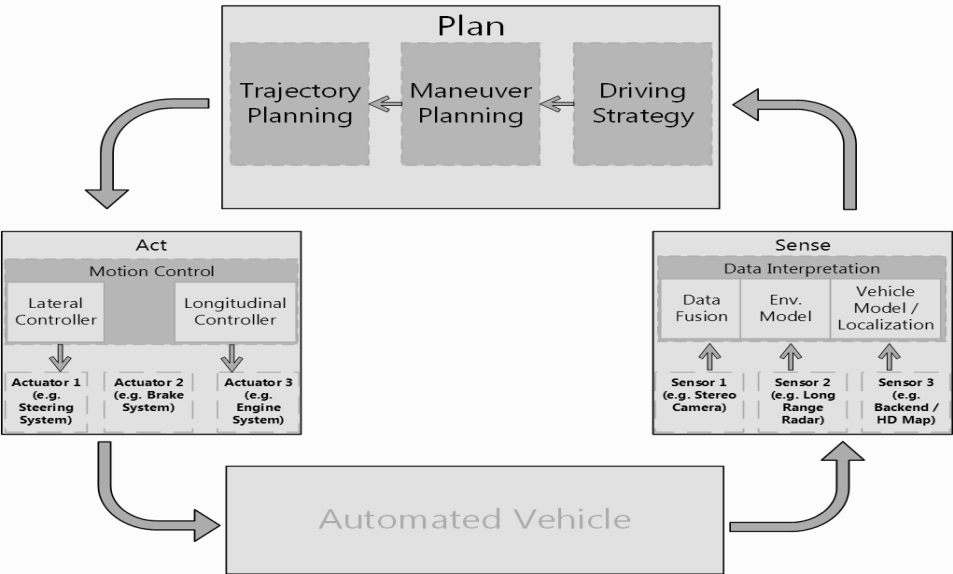 Plan
Trajectory
Planning
Maneuver
Planning
Driving
Strategy
Act
Motion Control
Lateral
Controller
Longitudinal
Controller
Actuator 1
(e.g.
Steering
System)
Actuator 2
(e.g. Brake
System)
Actuator 3
(e.g.
Engine
System)
Sense
Data Interpretation
Data
Fusion
Env.
Model
Vehicle
Model /
Localization
Sensor 1
(e.g. Stereo
Camera)
Sensor 2
(e.g. Long
Range
Radar)
Sensor 3
(e.g.
Backend /
HD Map)
Automated Vehicle